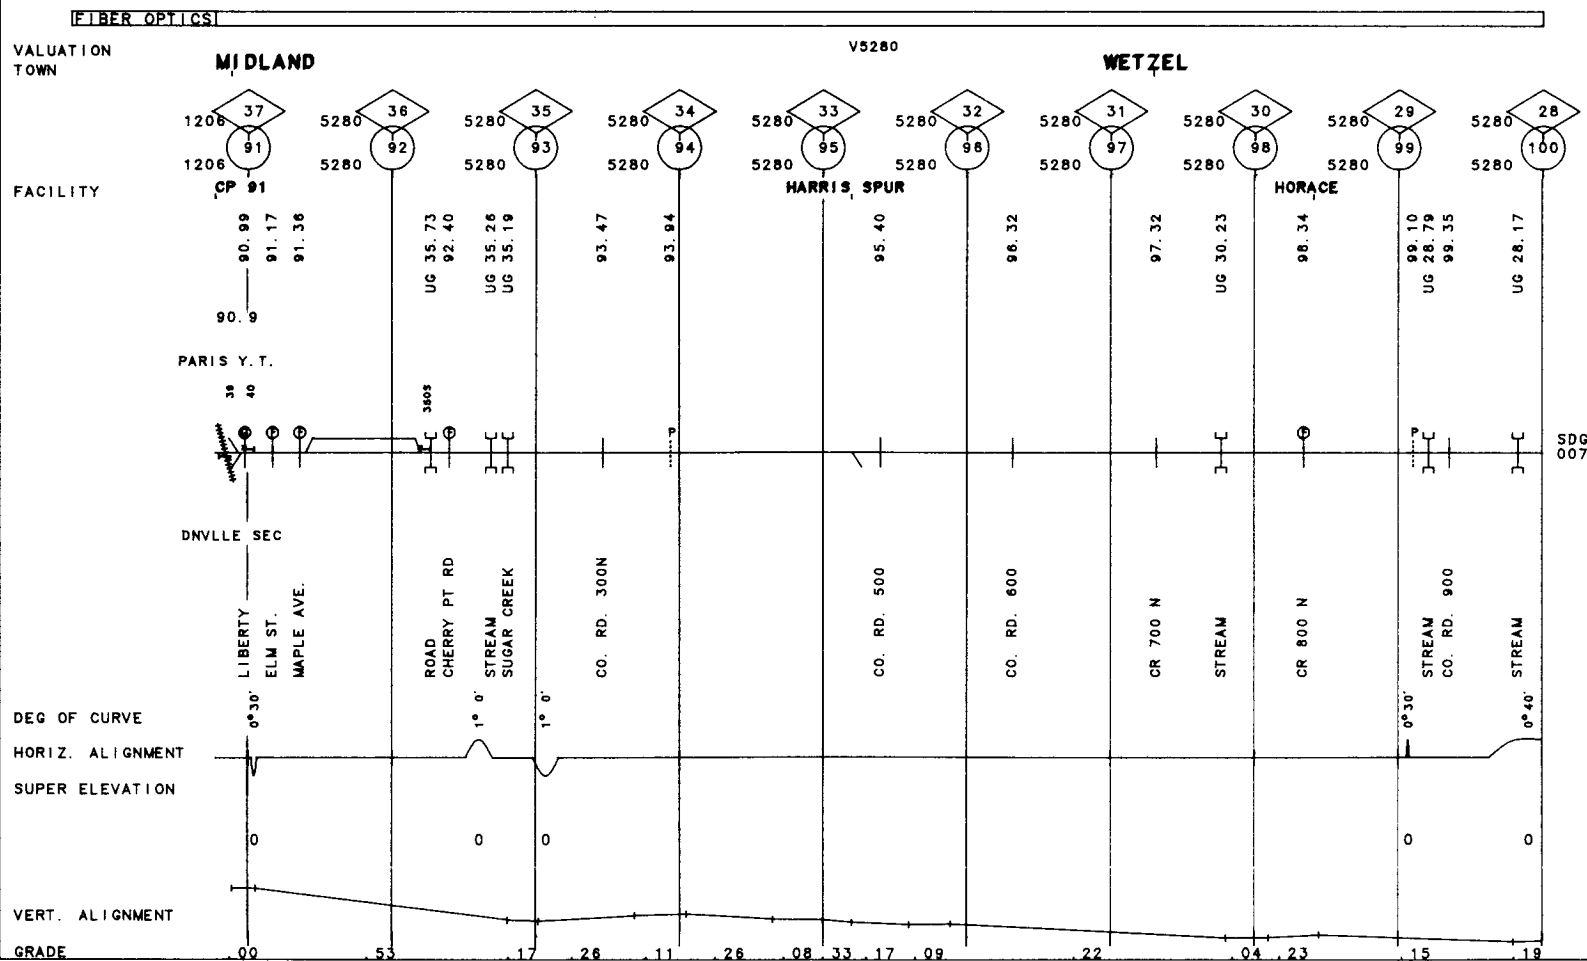 FIBER OPTICS
VALUATION V5280
TOWN MIDLAND WETZEL
37 36 35 34 33 32 31 30 29 28
1206 5280 5280 5280 5280 5280 5280 5280 5280 5280
91 92 93 94 95 96 97 98 99 100
1206 5280 5280 5280 5280 5280 5280 5280 5280 5280
FACILITY CP 91 HARRIS SPUR HORACE
90.99 91.17 91.36 UG 35.73 92.40 UG 35.26 UG 35.19 93.47 93.94 95.40 96.32 97.32 UG 30.23 98.34 99.10 UG 28.79 99.35 UG 28.17
90.9
PARIS Y.T.
39 40 3505
F F F P F P
SDG
007
DNVLLE SEC
LIBERTY ELM ST. MAPLE AVE. ROAD CHERRY PT RD STREAM SUGAR CREEK CO. RD. 300N CO. RD. 500 CO. RD. 600 CR 700 N STREAM CR 800 N STREAM CO. RD. 900 STREAM
DEG OF CURVE 0°30' 1° 0' 1° 0' 0°30' 0°40'
HORIZ. ALIGNMENT
SUPER ELEVATION
0 0 0 0 0
VERT. ALIGNMENT
GRADE .00 .53 .17 .26 .11 .26 .08 .33 .17 .09 .22 .04 .23 .15 .19